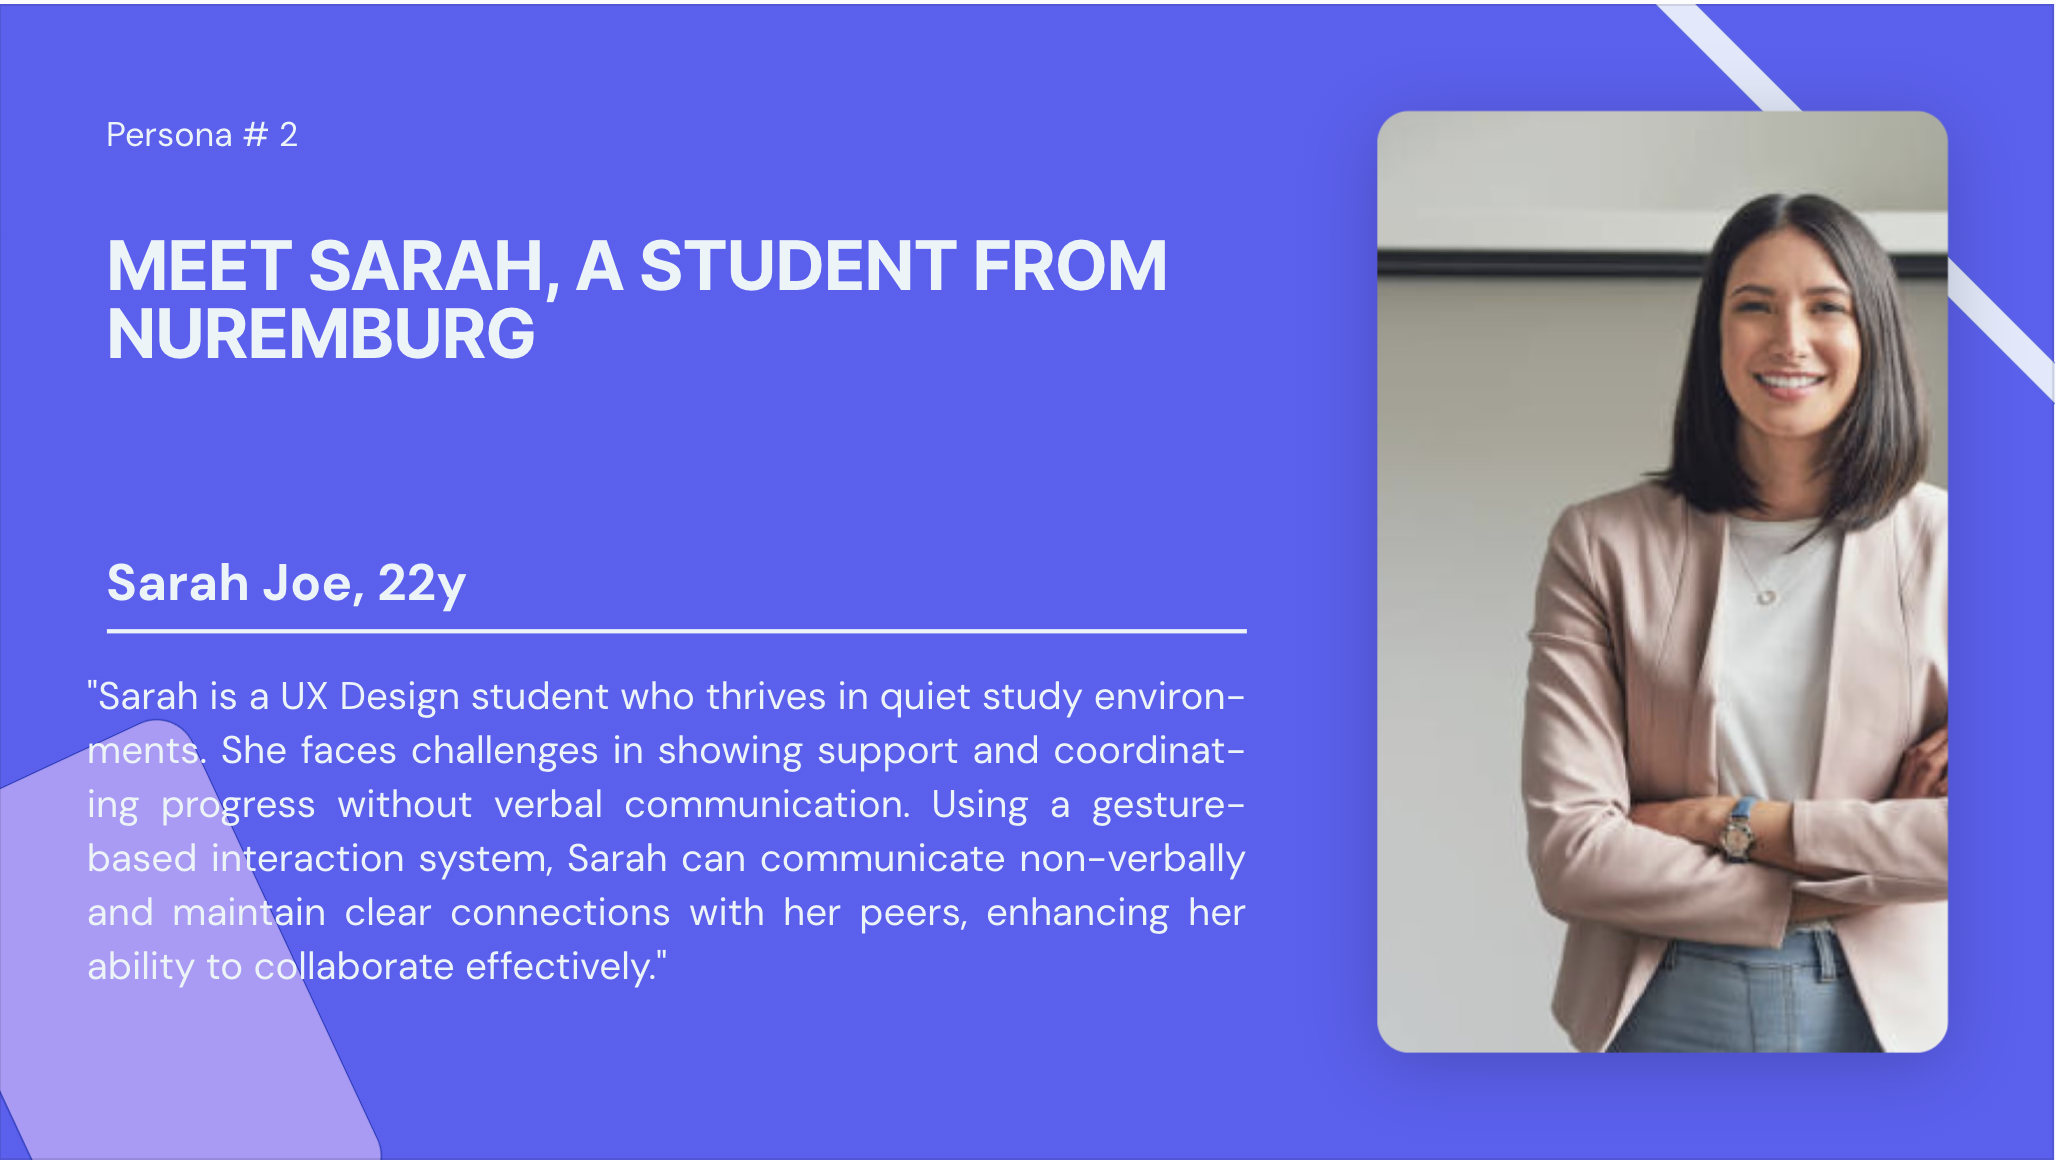 Persona # 2
MEET SARAH, A STUDENT FROM
NUREMBURG
Sarah Joe, 22y
"Sarah is a UX Design student who thrives in quiet study environ-
ments. She faces challenges in showing support and coordinat-
ing progress without verbal communication. Using a gesture-
based interaction system, Sarah can communicate non-verbally
and maintain clear connections with her peers, enhancing her
ability to collaborate effectively."